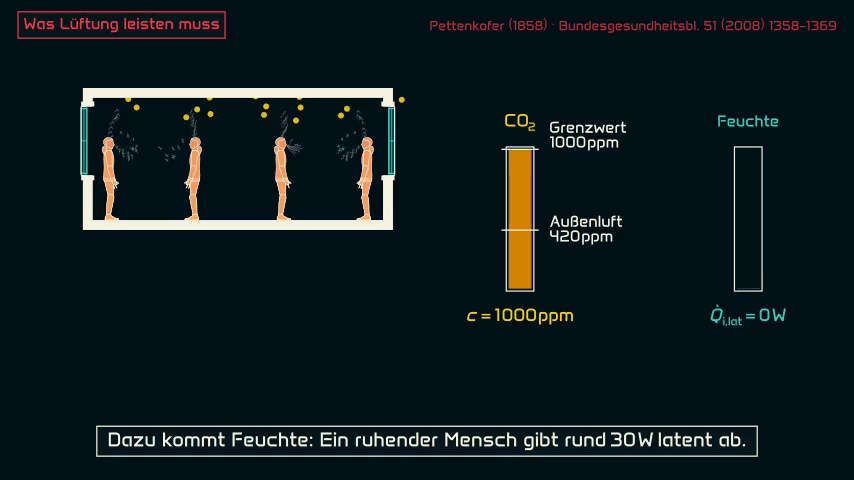 Was Lüftung leisten muss
Pettenkofer (1858) · Bundesgesundheitsbl. 51 (2008) 1358-1369
CO₂
Grenzwert
1000ppm
Außenluft
420ppm
c = 1000ppm
Feuchte
Q̇i,lat = 0W
Dazu kommt Feuchte: Ein ruhender Mensch gibt rund 30W latent ab.